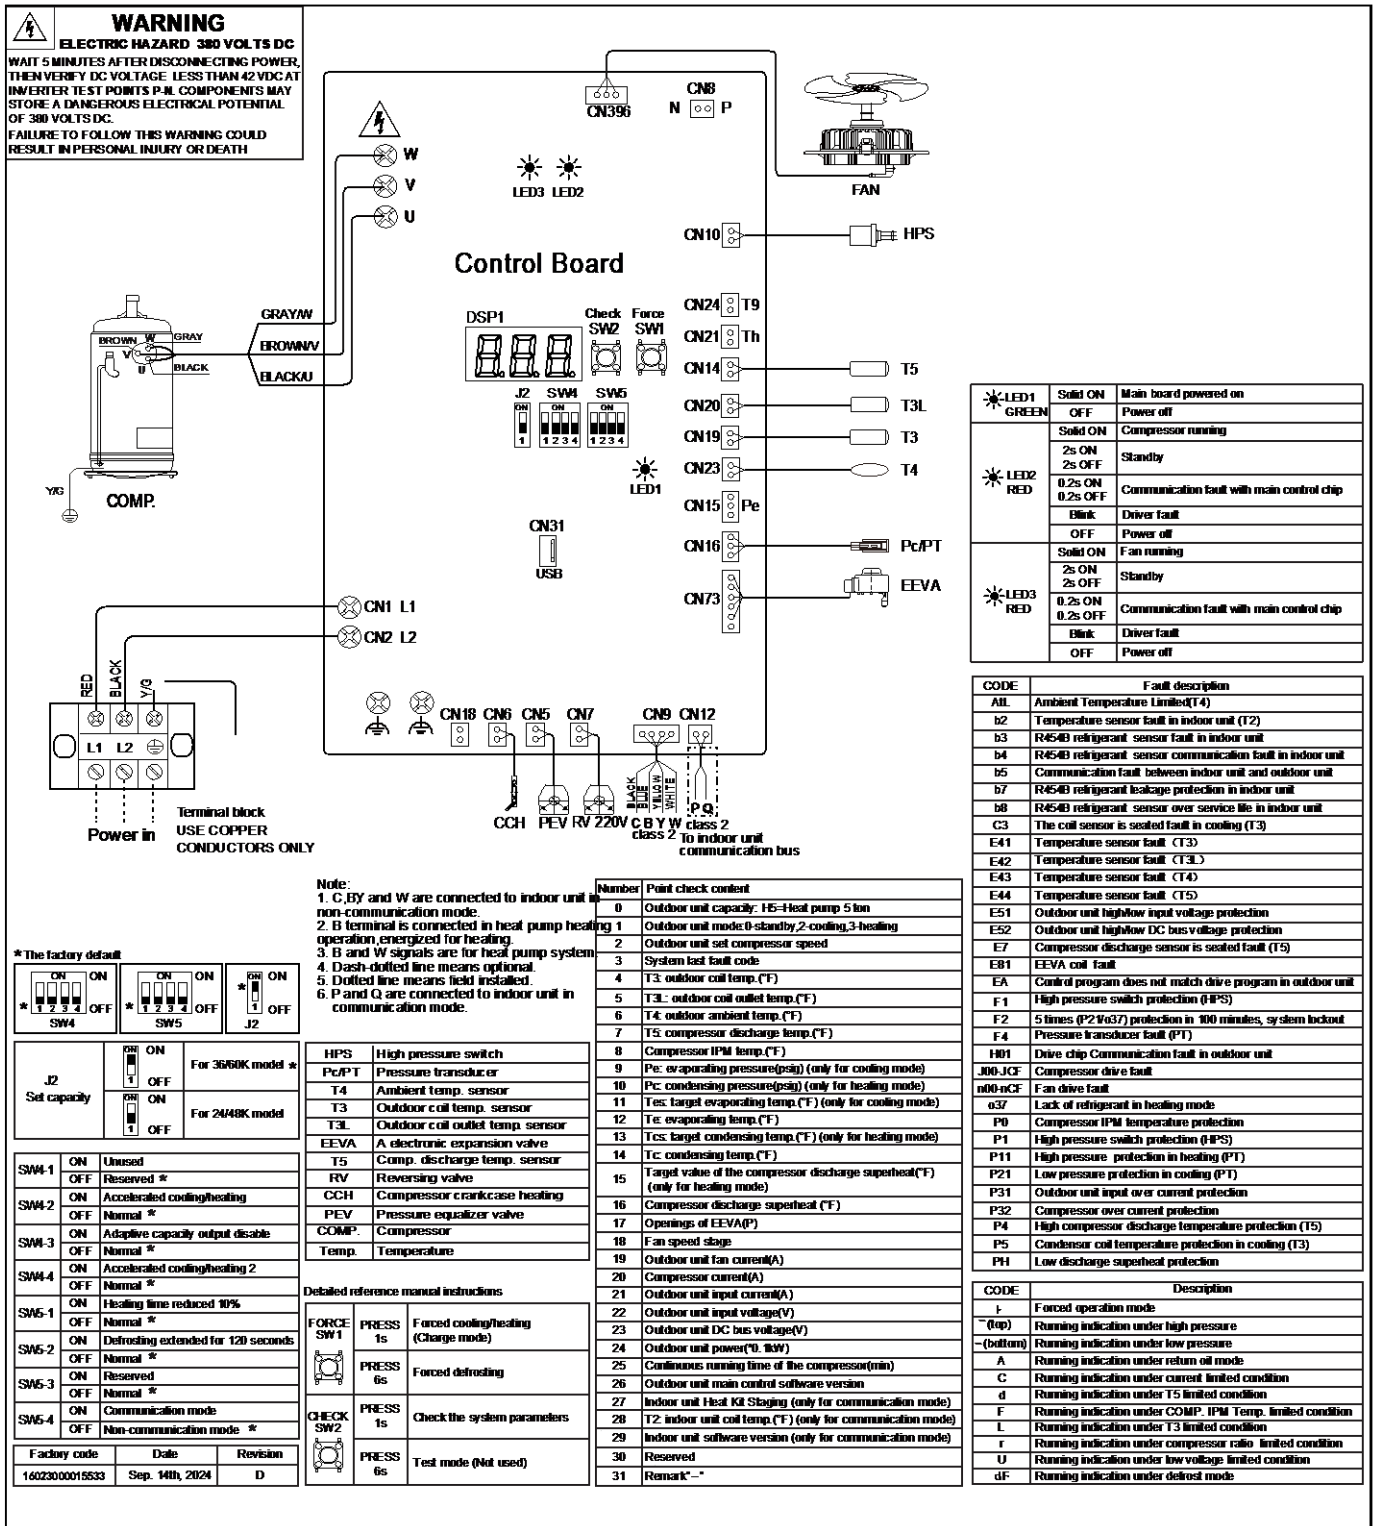 WARNING
ELECTRIC HAZARD 380 VOLTS DC
WAIT 5 MINUTES AFTER DISCONNECTING POWER,
THEN VERIFY DC VOLTAGE LESS THAN 42 VDC AT
INVERTER TEST POINTS P-N. COMPONENTS MAY
STORE A DANGEROUS ELECTRICAL POTENTIAL
OF 380 VOLTS DC.
FAILURE TO FOLLOW THIS WARNING COULD
RESULT IN PERSONAL INJURY OR DEATH
CN396
CN8
N P
FAN
W
V
U
LED3 LED2
CN10 HPS
Control Board
CN24 T9
CN21 Th
CN14 T5
CN20 T3L
CN19 T3
CN23 T4
CN15 Pe
CN16 Pc/PT
CN73 EEVA
DSP1
Check SW2
Force SW1
J2 SW4 SW5
ON ON ON
1 1 2 3 4 1 2 3 4
LED1
CN31
USB
GRAY/W
BROWN/V
BLACK/U
BROWN W GRAY
V
U BLACK
Y/G
COMP.
CN1 L1
CN2 L2
RED
BLACK
Y/G
L1 L2
Power in
Terminal block
USE COPPER
CONDUCTORS ONLY
CN18 CN6 CN5 CN7 CN9 CN12
BLACK
BLUE
YELLOW
WHITE
P Q
CCH PEV RV 220V C B Y W
class 2 class 2
To indoor unit
communication bus
LED1 GREEN
Solid ON Main board powered on
OFF Power off
LED2 RED
Solid ON Compressor running
2s ON 2s OFF Standby
0.2s ON 0.2s OFF Communication fault with main control chip
Blink Driver fault
OFF Power off
LED3 RED
Solid ON Fan running
2s ON 2s OFF Standby
0.2s ON 0.2s OFF Communication fault with main control chip
Blink Driver fault
OFF Power off
CODE Fault description
AtL Ambient Temperature Limited(T4)
b2 Temperature sensor fault in indoor unit (T2)
b3 R454B refrigerant sensor fault in indoor unit
b4 R454B refrigerant sensor communication fault in indoor unit
b5 Communication fault between indoor unit and outdoor unit
b7 R454B refrigerant leakage protection in indoor unit
b8 R454B refrigerant sensor over service life in indoor unit
C3 The coil sensor is seated fault in cooling (T3)
E41 Temperature sensor fault (T3)
E42 Temperature sensor fault (T3L)
E43 Temperature sensor fault (T4)
E44 Temperature sensor fault (T5)
E51 Outdoor unit high/low input voltage protection
E52 Outdoor unit high/low DC bus voltage protection
E7 Compressor discharge sensor is seated fault (T5)
E81 EEVA coil fault
EA Control program does not match drive program in outdoor unit
F1 High pressure switch protection (HPS)
F2 5 times (P21/o37) protection in 100 minutes, system lockout
F4 Pressure transducer fault (PT)
H01 Drive chip Communication fault in outdoor unit
J00-JCF Compressor drive fault
n00-nCF Fan drive fault
o37 Lack of refrigerant in heating mode
P0 Compressor IPM temperature protection
P1 High pressure switch protection (HPS)
P11 High pressure protection in heating (PT)
P21 Low pressure protection in cooling (PT)
P31 Outdoor unit input over current protection
P32 Compressor over current protection
P4 High compressor discharge temperature protection (T5)
P5 Condensor coil temperature protection in cooling (T3)
PH Low discharge superheat protection
CODE Description
Forced operation mode
‾(top) Running indication under high pressure
–(bottom) Running indication under low pressure
A Running indication under return oil mode
C Running indication under current limited condition
d Running indication under T5 limited condition
F Running indication under COMP. IPM Temp. limited condition
L Running indication under T3 limited condition
r Running indication under compressor ratio limited condition
U Running indication under low voltage limited condition
dF Running indication under defrost mode
Note:
1. C,BY and W are connected to indoor unit in
non-communication mode.
2. B terminal is connected in heat pump heating
operation,energized for heating.
3. B and W signals are for heat pump system
4. Dash-dotted line means optional.
5. Dotted line means field installed.
6. P and Q are connected to indoor unit in
communication mode.
Number Point check content
0 Outdoor unit capacity: H5=Heat pump 5 ton
1 Outdoor unit mode:0-standby,2-cooling,3-healing
2 Outdoor unit set compressor speed
3 System last fault code
4 T3: outdoor coil temp.(°F)
5 T3L: outdoor coil outlet temp.(°F)
6 T4: outdoor ambient temp.(°F)
7 T5: compressor discharge temp.(°F)
8 Compressor IPM temp.(°F)
9 Pe: evaporating pressure(psig) (only for cooling mode)
10 Pc: condensing pressure(psig) (only for heating mode)
11 Tes: target evaporating temp.(°F) (only for cooling mode)
12 Te: evaporating temp.(°F)
13 Tcs: target condensing temp.(°F) (only for heating mode)
14 Tc: condensing temp.(°F)
15 Target value of the compressor discharge superheat(°F)
(only for healing mode)
16 Compressor discharge superheat (°F)
17 Openings of EEVA(P)
18 Fan speed stage
19 Outdoor unit fan current(A)
20 Compressor current(A)
21 Outdoor unit input current(A)
22 Outdoor unit input voltage(V)
23 Outdoor unit DC bus voltage(V)
24 Outdoor unit power(*0.1kW)
25 Continuous running time of the compressor(min)
26 Outdoor unit main control software version
27 Indoor unit Heat Kit Staging (only for communication mode)
28 T2: indoor unit coil temp.(°F) (only for communication mode)
29 Indoor unit software version (only for communication mode)
30 Reserved
31 Remark"–"
* The factory default
ON ON ON ON ON ON
* 1 2 3 4 OFF * 1 2 3 4 OFF * 1 OFF
SW4 SW5 J2
J2
Set capacity
ON ON
1 OFF
For 36/60K model *
ON ON
1 OFF
For 24/48K model
SW4-1 ON Unused
OFF Reserved *
SW4-2 ON Accelerated cooling/heating
OFF Normal *
SW4-3 ON Adaptive capacity output disable
OFF Normal *
SW4-4 ON Accelerated cooling/heating 2
OFF Normal *
SW5-1 ON Healing time reduced 10%
OFF Normal *
SW5-2 ON Defrosting extended for 120 seconds
OFF Normal *
SW5-3 ON Reserved
OFF Normal *
SW5-4 ON Communication mode
OFF Non-communication mode *
Factory code Date Revision
16023000015533 Sep. 14th, 2024 D
HPS High pressure switch
Pc/PT Pressure transducer
T4 Ambient temp. sensor
T3 Outdoor coil temp. sensor
T3L Outdoor coil outlet temp. sensor
EEVA A electronic expansion valve
T5 Comp. discharge temp. sensor
RV Reversing valve
CCH Compressor crankcase heating
PEV Pressure equalizer valve
COMP. Compressor
Temp. Temperature
Detailed reference manual instructions
FORCE SW1
PRESS 1s Forced cooling/heating (Charge mode)
PRESS 6s Forced defrosting
CHECK SW2
PRESS 1s Check the system parameters
PRESS 6s Test mode (Not used)